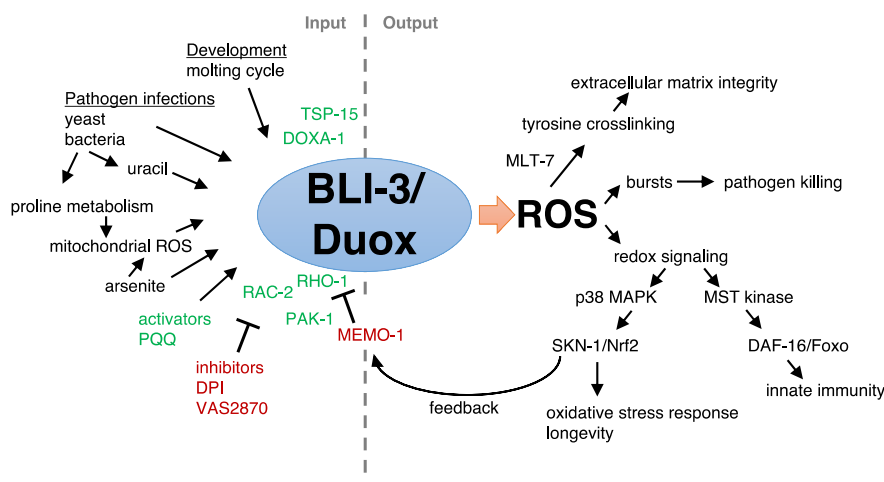 Input
Output
Development
molting cycle
Pathogen infections
yeast
bacteria
TSP-15
DOXA-1
uracil
proline metabolism
mitochondrial ROS
arsenite
BLI-3/
Duox
RHO-1
RAC-2
PAK-1
activators
PQQ
MEMO-1
inhibitors
DPI
VAS2870
feedback
extracellular matrix integrity
tyrosine crosslinking
MLT-7
ROS
bursts
pathogen killing
redox signaling
p38 MAPK
MST kinase
SKN-1/Nrf2
DAF-16/Foxo
innate immunity
oxidative stress response
longevity